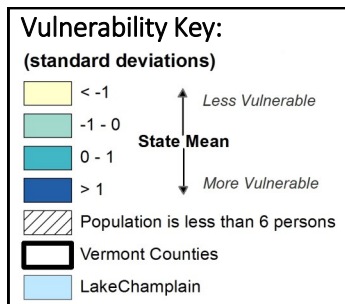 Vulnerability Key:
(standard deviations)
< -1
Less Vulnerable
-1 - 0
State Mean
0 - 1
> 1
More Vulnerable
Population is less than 6 persons
Vermont Counties
LakeChamplain